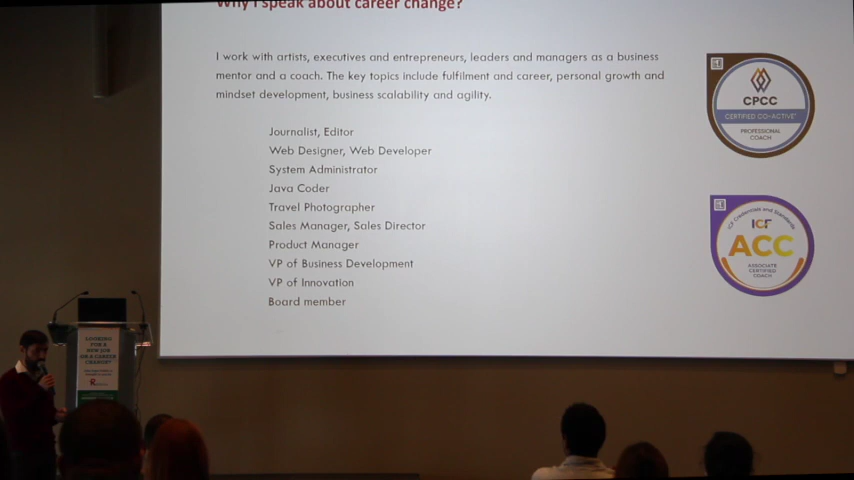 Why I speak about career change?
I work with artists, executives and entrepreneurs, leaders and managers as a business
mentor and a coach. The key topics include fulfilment and career, personal growth and
mindset development, business scalability and agility.
Journalist, Editor
Web Designer, Web Developer
System Administrator
Java Coder
Travel Photographer
Sales Manager, Sales Director
Product Manager
VP of Business Development
VP of Innovation
Board member
CPCC
CERTIFIED CO-ACTIVE
PROFESSIONAL
COACH
ICF Credentials and Standards
ICF
ACC
ASSOCIATE
CERTIFIED
COACH
LOOKING
FOR A
NEW JOB
OR A CAREER
CHANGE?